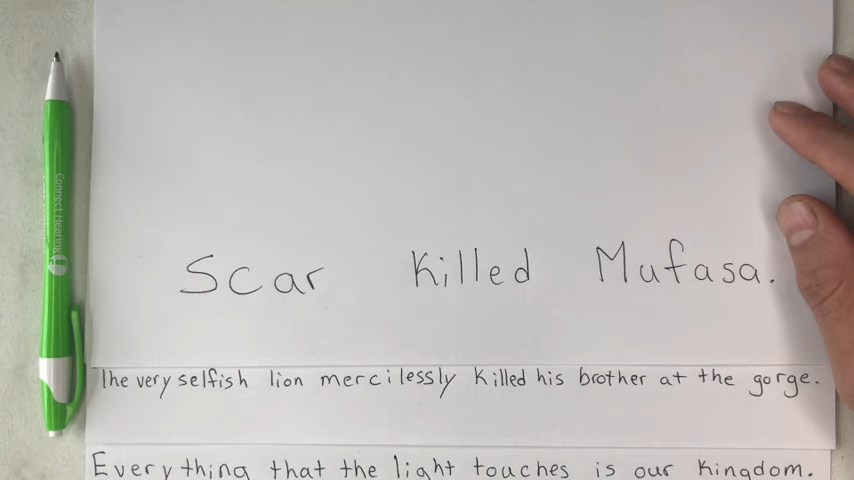 Connect Hearing
Scar Killed Mufasa.
The very selfish lion mercilessly killed his brother at the gorge.
Everything that the light touches is our kingdom.